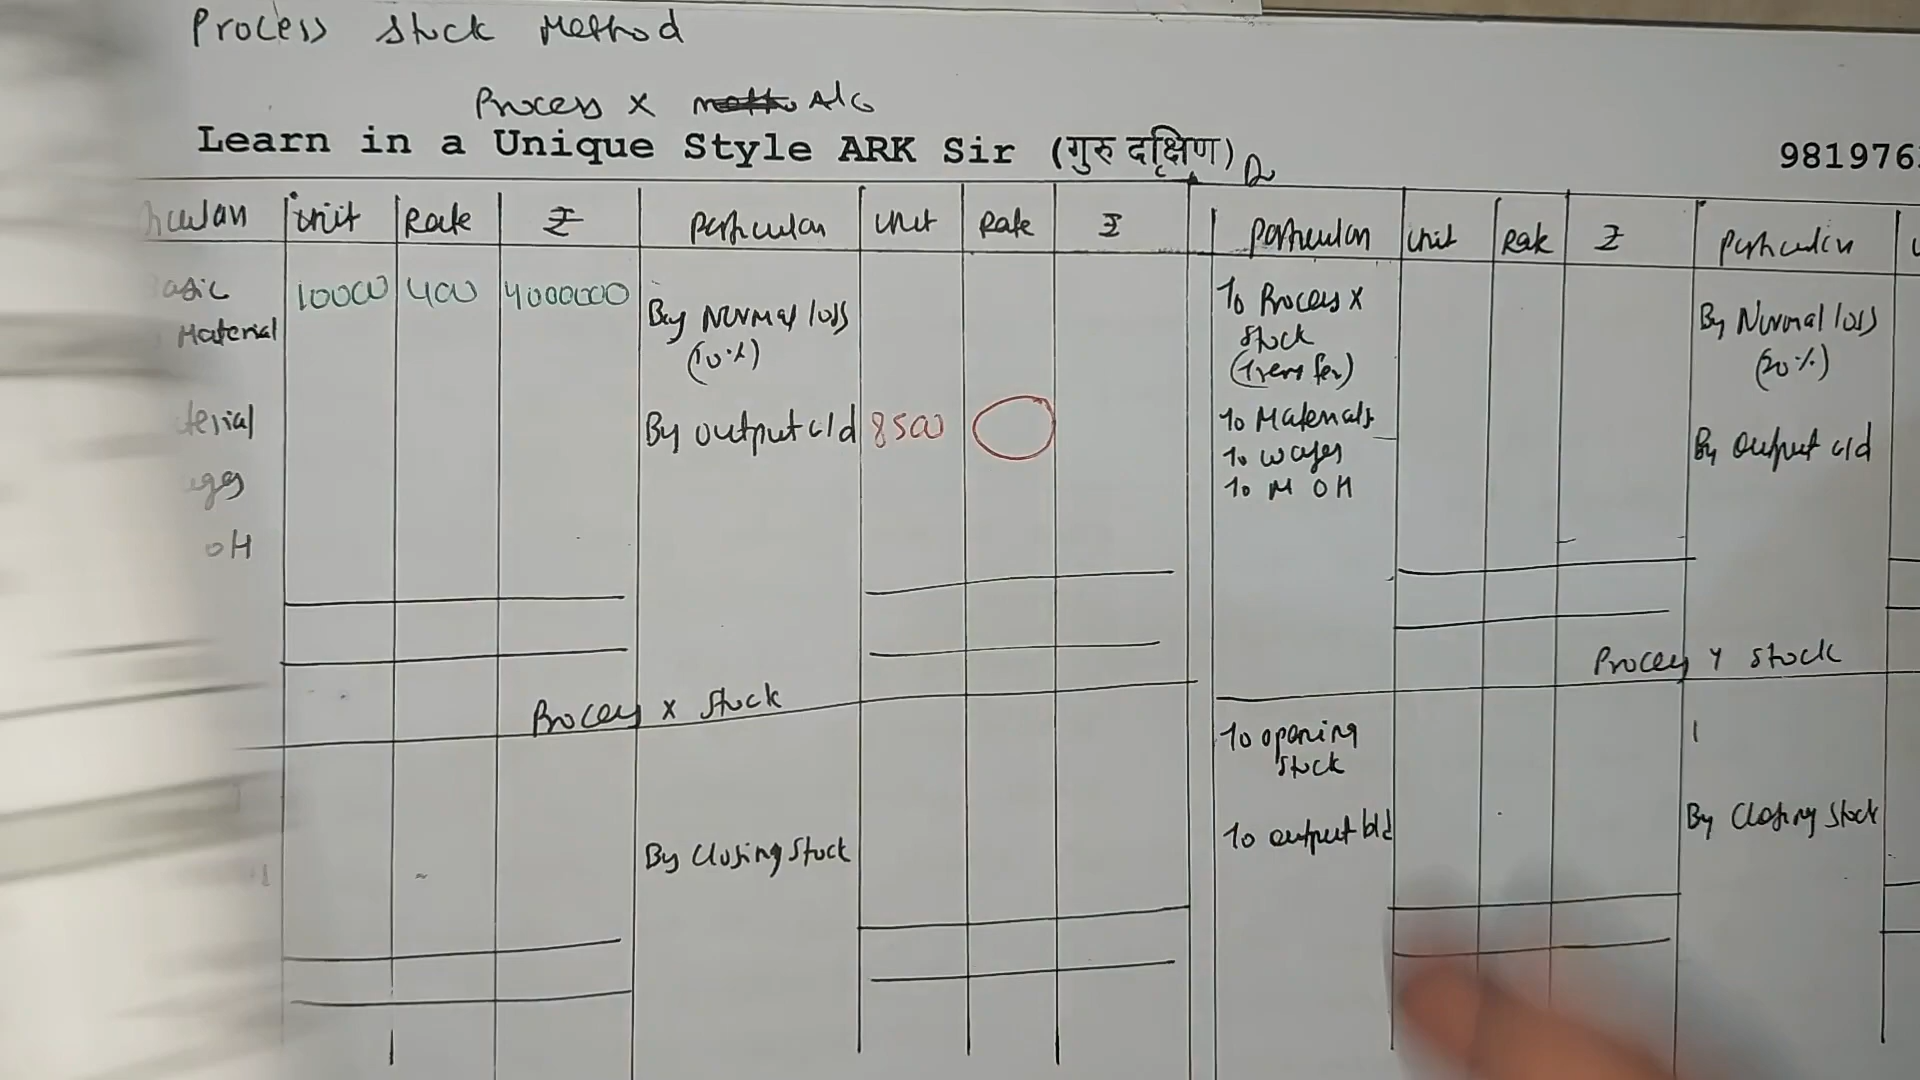 Process stock Method
Process X A/c
Learn in a Unique Style ARK Sir (गुरु दक्षिण)
981976
unit Rate ₹ particular unit Rate ₹ particular unit Rate ₹ particular
10000 400 4000000
Material
By Normal loss
(10%)
By output c/d 8500
OH
To Process X
stock
(Transfer)
To Materials
To wages
To M OH
By Normal loss
(20%)
By output c/d
Process X stock
By closing stock
Process Y stock
To opening
stock
To output b/d
By closing stock